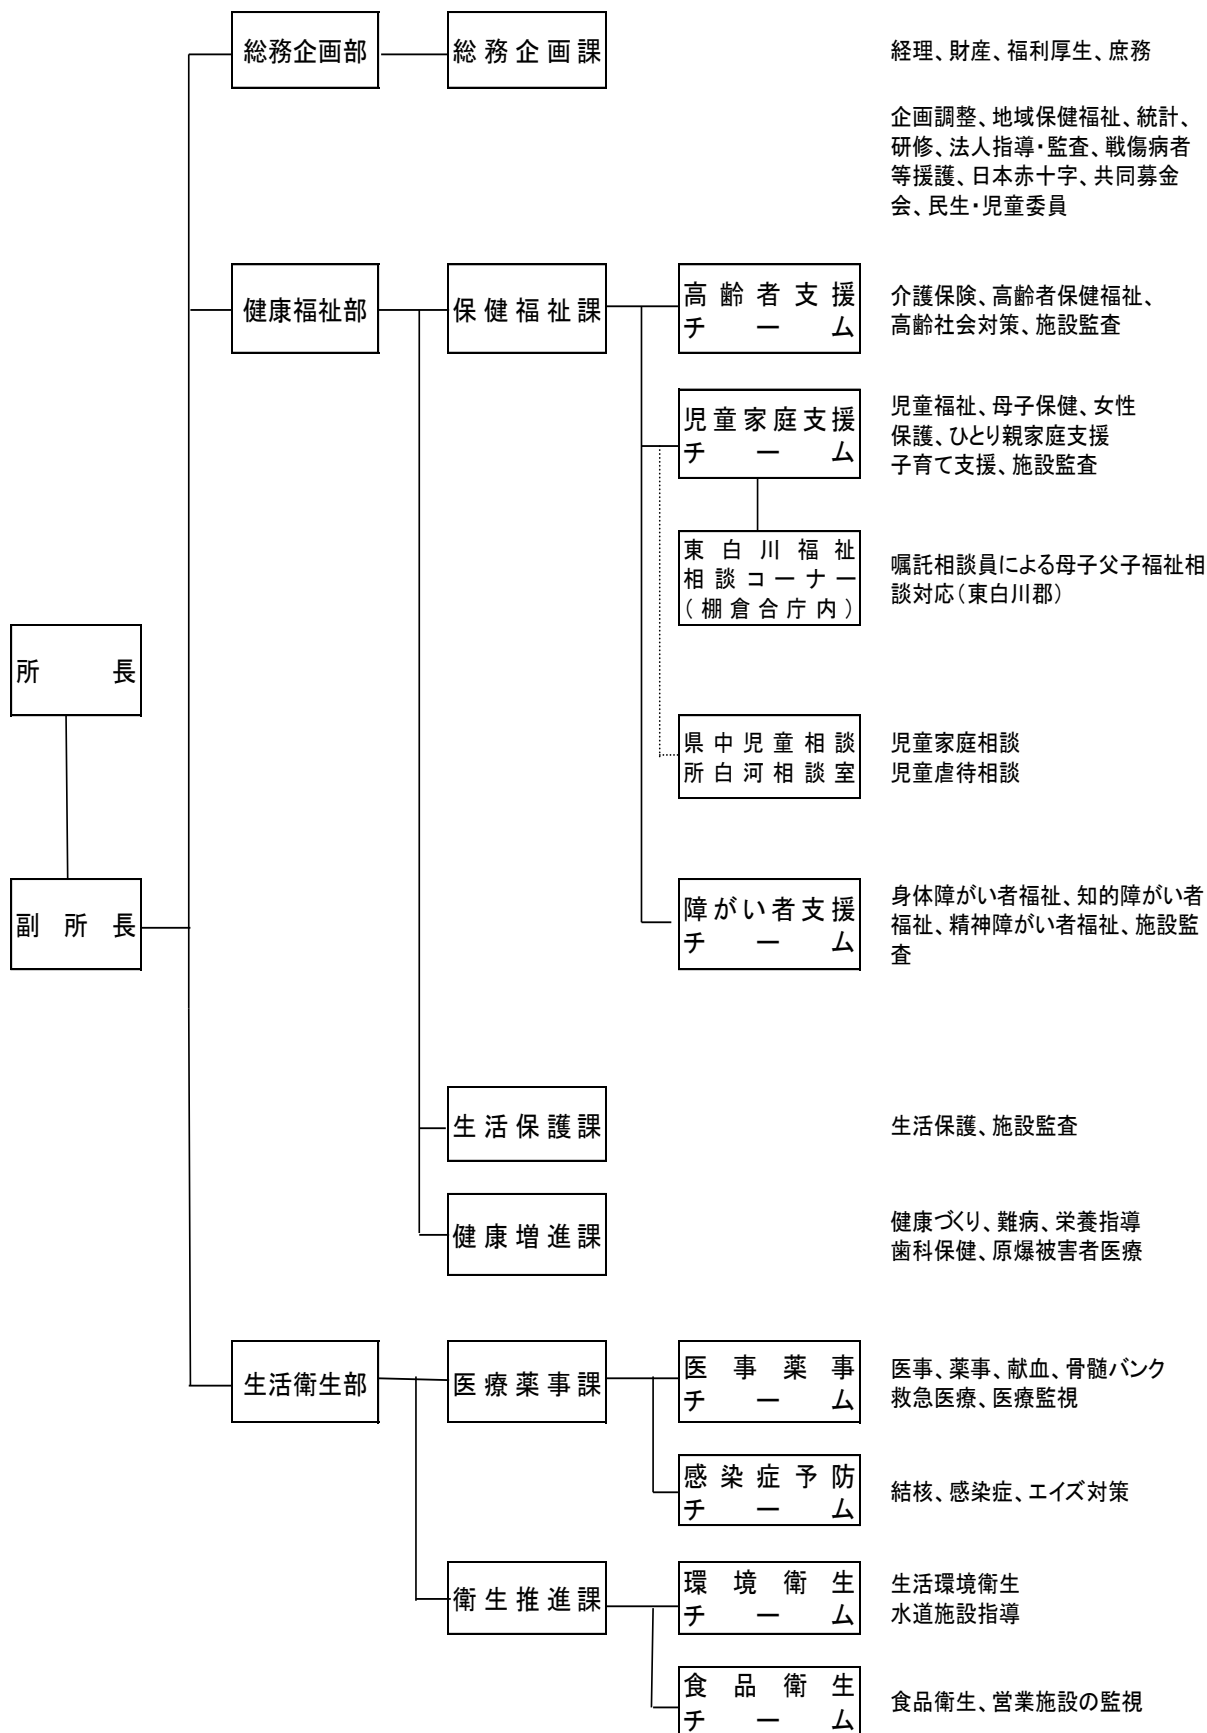 総務企画部
総務企画課
経理、財産、福利厚生、庶務
企画調整、地域保健福祉、統計、
研修、法人指導・監査、戦傷病者
等援護、日本赤十字、共同募金
会、民生・児童委員
健康福祉部
保健福祉課
高齢者支援
チーム
介護保険、高齢者保健福祉、
高齢社会対策、施設監査
児童家庭支援
チーム
児童福祉、母子保健、女性
保護、ひとり親家庭支援
子育て支援、施設監査
東白川福祉
相談コーナー
(棚倉合庁内)
嘱託相談員による母子父子福祉相
談対応(東白川郡)
所長
県中児童相談
所白河相談室
児童家庭相談
児童虐待相談
副所長
障がい者支援
チーム
身体障がい者福祉、知的障がい者
福祉、精神障がい者福祉、施設監
査
生活保護課
生活保護、施設監査
健康増進課
健康づくり、難病、栄養指導
歯科保健、原爆被害者医療
生活衛生部
医療薬事課
医事薬事
チーム
医事、薬事、献血、骨髄バンク
救急医療、医療監視
感染症予防
チーム
結核、感染症、エイズ対策
衛生推進課
環境衛生
チーム
生活環境衛生
水道施設指導
食品衛生
チーム
食品衛生、営業施設の監視